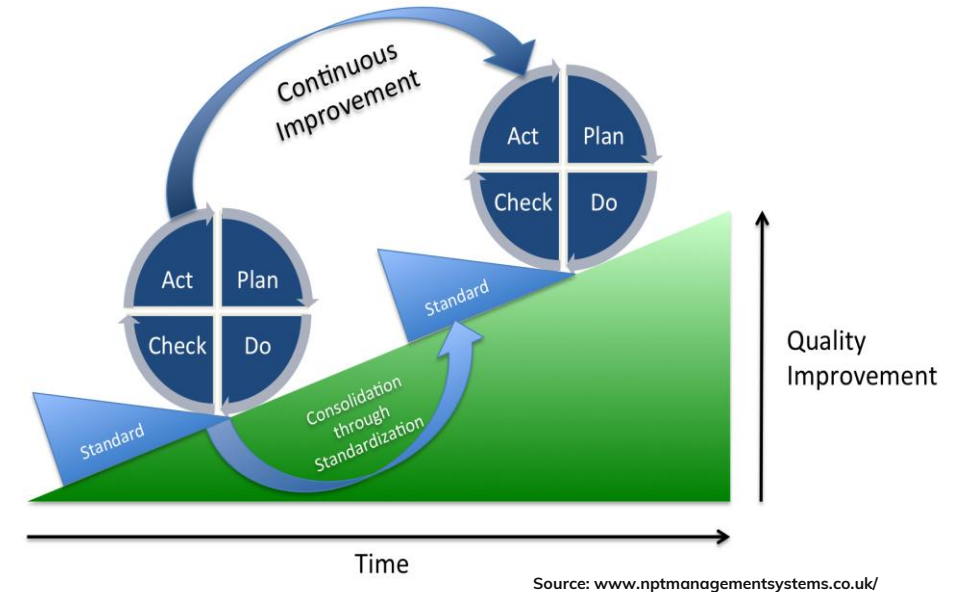 Continuous
Improvement
Act
Plan
Check
Do
Act
Plan
Check
Do
Standard
Standard
Consolidation
through
Standardization
Quality
Improvement
Time
Source: www.nptmanagementsystems.co.uk/